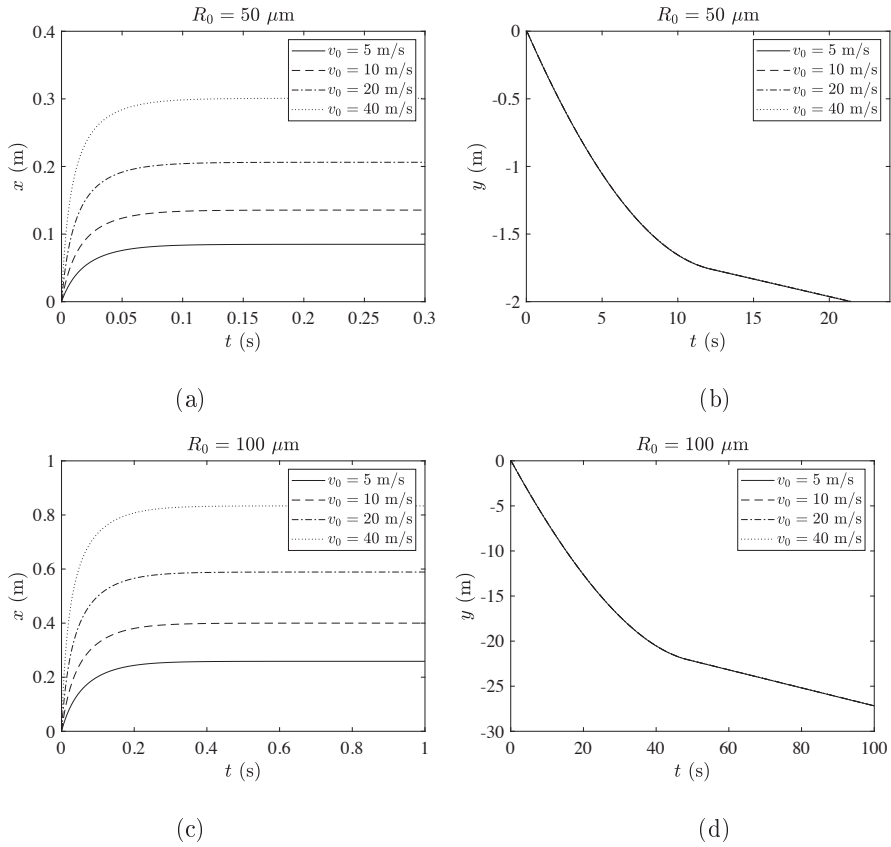 R₀ = 50 μm
x (m)
0.4
0.3
0.2
0.1
0
v₀ = 5 m/s
v₀ = 10 m/s
v₀ = 20 m/s
v₀ = 40 m/s
0 0.05 0.1 0.15 0.2 0.25 0.3
t (s)
(a)
R₀ = 50 μm
y (m)
0
-0.5
-1
-1.5
-2
v₀ = 5 m/s
v₀ = 10 m/s
v₀ = 20 m/s
v₀ = 40 m/s
0 5 10 15 20
t (s)
(b)
R₀ = 100 μm
x (m)
1
0.8
0.6
0.4
0.2
0
v₀ = 5 m/s
v₀ = 10 m/s
v₀ = 20 m/s
v₀ = 40 m/s
0 0.2 0.4 0.6 0.8 1
t (s)
(c)
R₀ = 100 μm
y (m)
0
-5
-10
-15
-20
-25
-30
v₀ = 5 m/s
v₀ = 10 m/s
v₀ = 20 m/s
v₀ = 40 m/s
0 20 40 60 80 100
t (s)
(d)